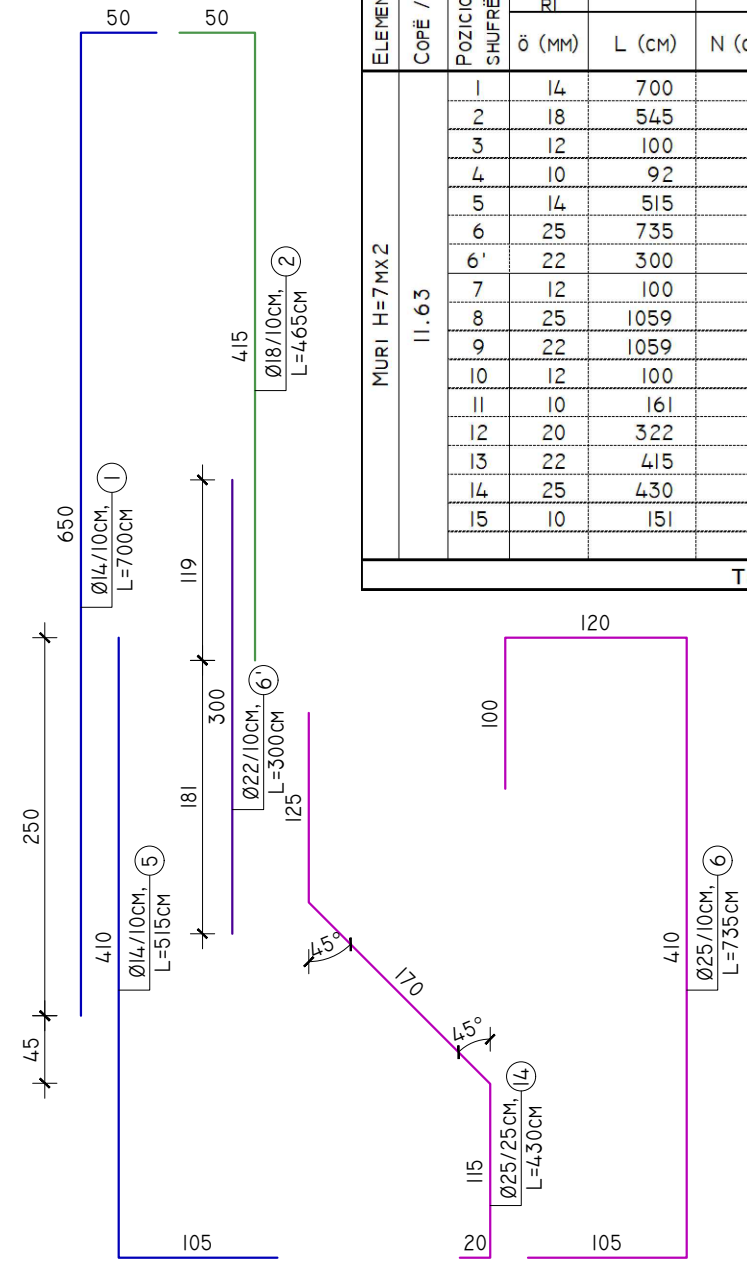 50
50
ELEMEN
COPË /
POZICIO
SHUFRË
RI
Ö (MM)
L (CM)
N (
MURI H=7MX2
11.63
1 14 700
2 18 545
3 12 100
4 10 92
5 14 515
6 25 735
6' 22 300
7 12 100
8 25 1059
9 22 1059
10 12 100
11 10 161
12 20 322
13 22 415
14 25 430
15 10 151
T
415
2
Ø18/10CM,
L=465CM
650
1
Ø14/10CM,
L=700CM
119
300
181
6'
Ø22/10CM,
L=300CM
120
100
125
250
45
410
5
Ø14/10CM,
L=515CM
45°
170
45°
410
6
Ø25/10CM,
L=735CM
14
Ø25/25CM,
L=430CM
115
105
20
105